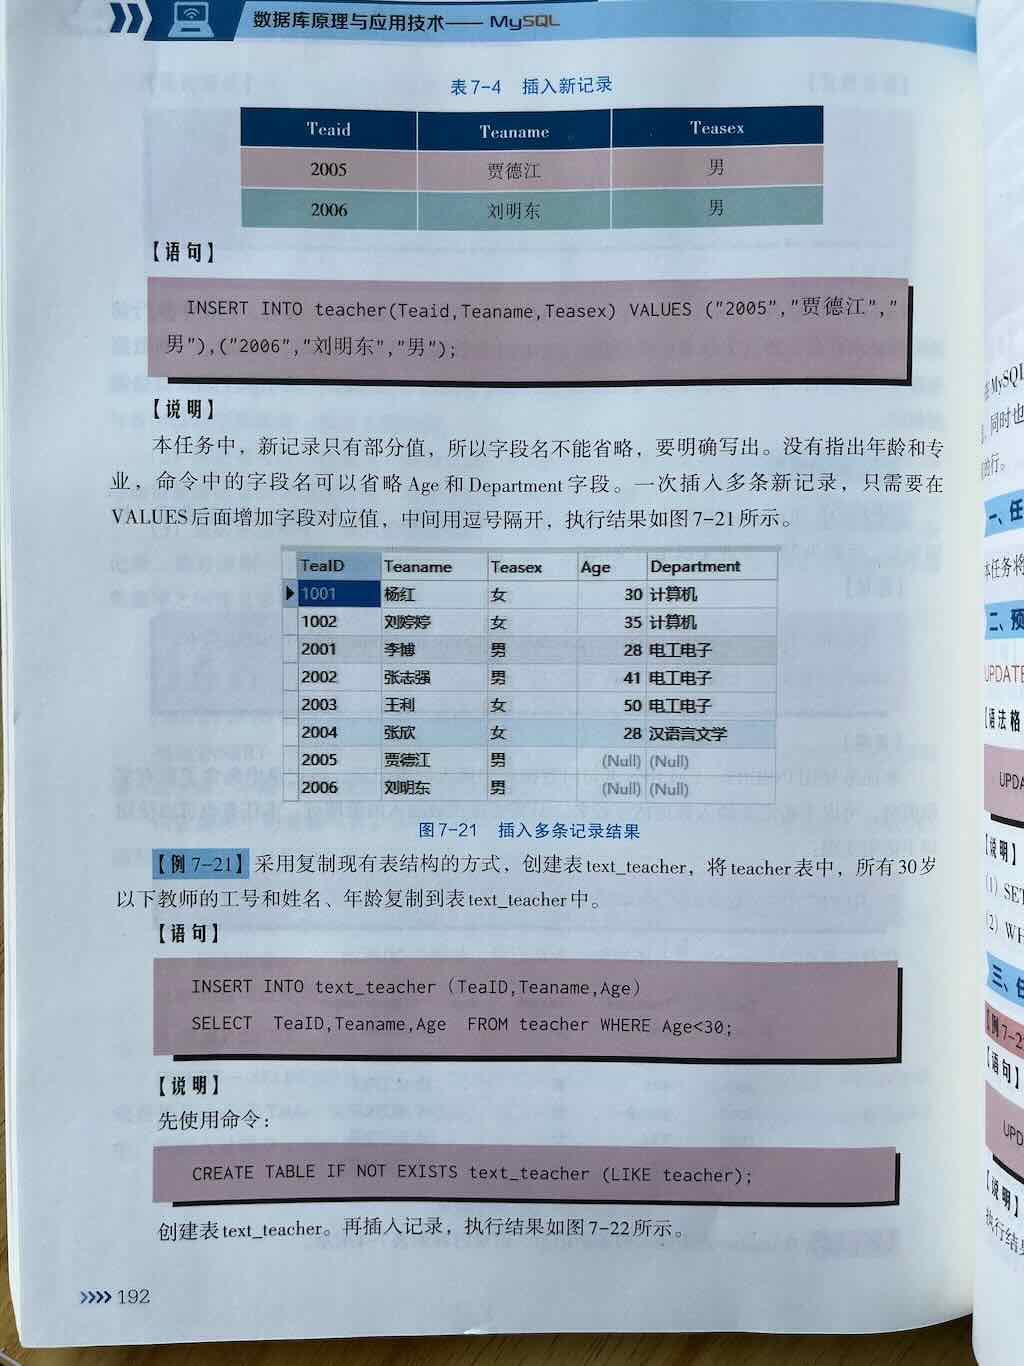 数据库原理与应用技术—— MySQL
表7-4 插入新记录
Teaid Teaname Teasex
2005 贾德江 男
2006 刘明东 男
【语句】
INSERT INTO teacher(Teaid,Teaname,Teasex) VALUES ("2005","贾德江","
男"),("2006","刘明东","男");
【说明】
本任务中，新记录只有部分值，所以字段名不能省略，要明确写出。没有指出年龄和专
业，命令中的字段名可以省略 Age 和 Department 字段。一次插入多条新记录，只需要在
VALUES后面增加字段对应值，中间用逗号隔开，执行结果如图7-21所示。
TeaID Teaname Teasex Age Department
1001 杨红 女 30 计算机
1002 刘婷婷 女 35 计算机
2001 李博 男 28 电工电子
2002 张志强 男 41 电工电子
2003 王利 女 50 电工电子
2004 张欣 女 28 汉语言文学
2005 贾德江 男 (Null) (Null)
2006 刘明东 男 (Null) (Null)
图7-21 插入多条记录结果
【例7-21】采用复制现有表结构的方式，创建表text_teacher，将teacher表中，所有30岁
以下教师的工号和姓名、年龄复制到表text_teacher中。
【语句】
INSERT INTO text_teacher (TeaID,Teaname,Age)
SELECT TeaID,Teaname,Age FROM teacher WHERE Age<30;
【说明】
先使用命令：
CREATE TABLE IF NOT EXISTS text_teacher (LIKE teacher);
创建表text_teacher。再插入记录，执行结果如图7-22所示。
192
MySQL
同时也
的行。
一、任
本任务将
二、预
UPDATE
【语法格
UPDA
【说明】
(1) SET
(2) WH
三、任
【例7-2
【语句】
UPD
【说明】
执行结果